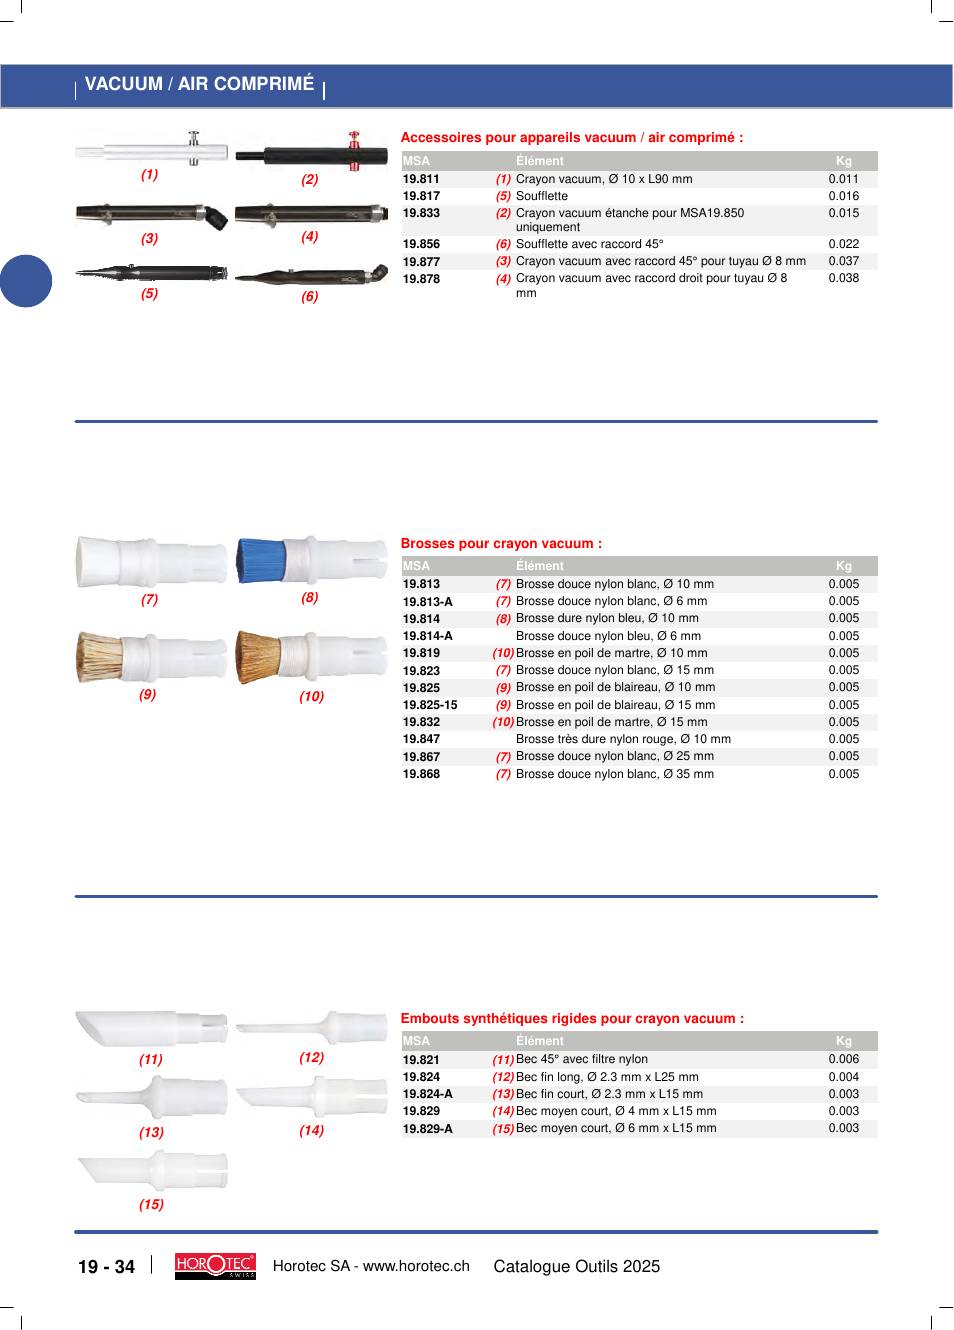 VACUUM / AIR COMPRIMÉ
(1)
(2)
(3)
(4)
(5)
(6)
Accessoires pour appareils vacuum / air comprimé :
MSA Élément Kg
19.811 (1) Crayon vacuum, Ø 10 x L90 mm 0.011
19.817 (5) Soufflette 0.016
19.833 (2) Crayon vacuum étanche pour MSA19.850 0.015
uniquement
19.856 (6) Soufflette avec raccord 45° 0.022
19.877 (3) Crayon vacuum avec raccord 45° pour tuyau Ø 8 mm 0.037
19.878 (4) Crayon vacuum avec raccord droit pour tuyau Ø 8 0.038
mm
(7)
(8)
(9)
(10)
Brosses pour crayon vacuum :
MSA Élément Kg
19.813 (7) Brosse douce nylon blanc, Ø 10 mm 0.005
19.813-A (7) Brosse douce nylon blanc, Ø 6 mm 0.005
19.814 (8) Brosse dure nylon bleu, Ø 10 mm 0.005
19.814-A Brosse douce nylon bleu, Ø 6 mm 0.005
19.819 (10) Brosse en poil de martre, Ø 10 mm 0.005
19.823 (7) Brosse douce nylon blanc, Ø 15 mm 0.005
19.825 (9) Brosse en poil de blaireau, Ø 10 mm 0.005
19.825-15 (9) Brosse en poil de blaireau, Ø 15 mm 0.005
19.832 (10) Brosse en poil de martre, Ø 15 mm 0.005
19.847 Brosse très dure nylon rouge, Ø 10 mm 0.005
19.867 (7) Brosse douce nylon blanc, Ø 25 mm 0.005
19.868 (7) Brosse douce nylon blanc, Ø 35 mm 0.005
(11)
(12)
(13)
(14)
(15)
Embouts synthétiques rigides pour crayon vacuum :
MSA Élément Kg
19.821 (11) Bec 45° avec filtre nylon 0.006
19.824 (12) Bec fin long, Ø 2.3 mm x L25 mm 0.004
19.824-A (13) Bec fin court, Ø 2.3 mm x L15 mm 0.003
19.829 (14) Bec moyen court, Ø 4 mm x L15 mm 0.003
19.829-A (15) Bec moyen court, Ø 6 mm x L15 mm 0.003
19 - 34
HOROTEC®
SWISS
Horotec SA - www.horotec.ch
Catalogue Outils 2025